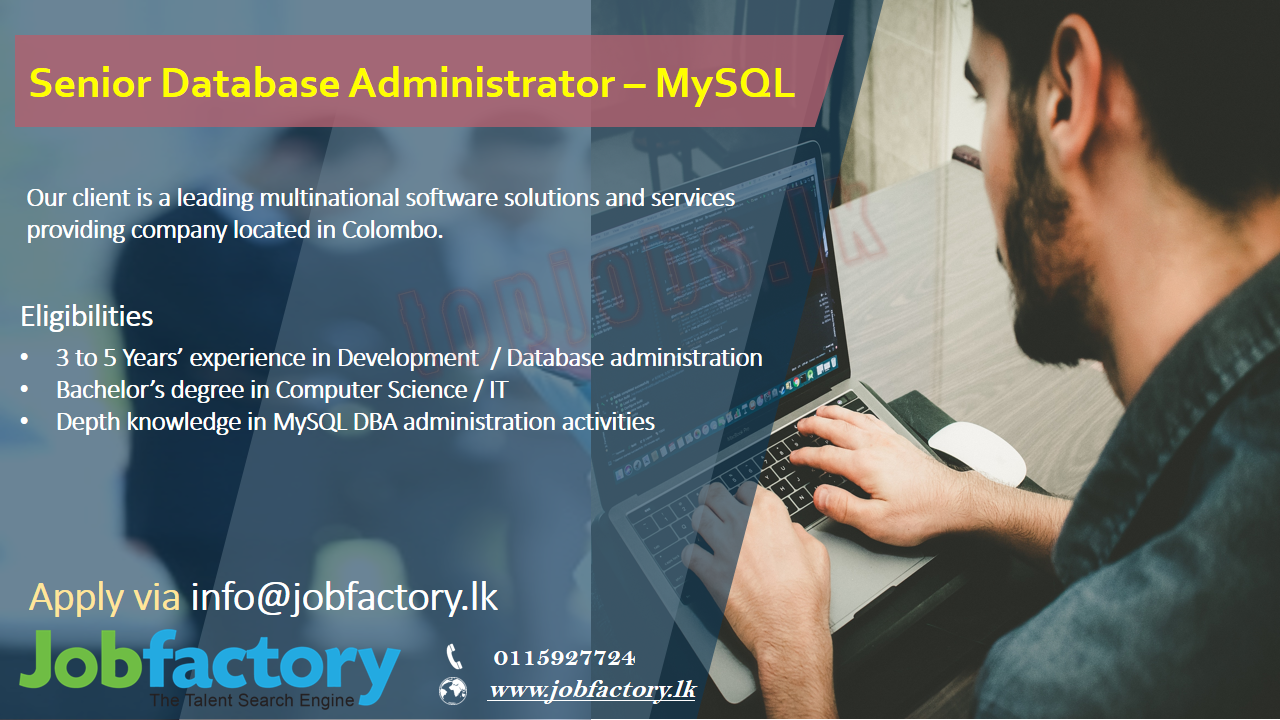 Senior Database Administrator – MySQL
Our client is a leading multinational software solutions and services
providing company located in Colombo.
topjobs.lk
Eligibilities
• 3 to 5 Years’ experience in Development / Database administration
• Bachelor’s degree in Computer Science / IT
• Depth knowledge in MySQL DBA administration activities
Apply via info@jobfactory.lk
Jobfactory
The Talent Search Engine
0115927724
www.jobfactory.lk